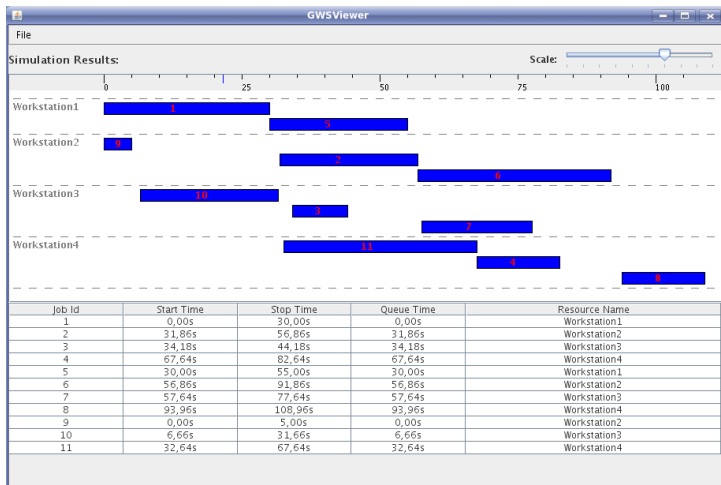 GWSViewer
File
Simulation Results:
Scale:
0 25 50 75 100
Workstation1
1
5
Workstation2
9
2
6
Workstation3
10
3
7
Workstation4
11
4
8
Job Id Start Time Stop Time Queue Time Resource Name
1 0,00s 30,00s 0,00s Workstation1
2 31,86s 56,86s 31,86s Workstation2
3 34,18s 44,18s 34,18s Workstation3
4 67,64s 82,64s 67,64s Workstation4
5 30,00s 55,00s 30,00s Workstation1
6 56,86s 91,86s 56,86s Workstation2
7 57,64s 77,64s 57,64s Workstation3
8 93,96s 108,96s 93,96s Workstation4
9 0,00s 5,00s 0,00s Workstation2
10 6,66s 31,66s 6,66s Workstation3
11 32,64s 67,64s 32,64s Workstation4